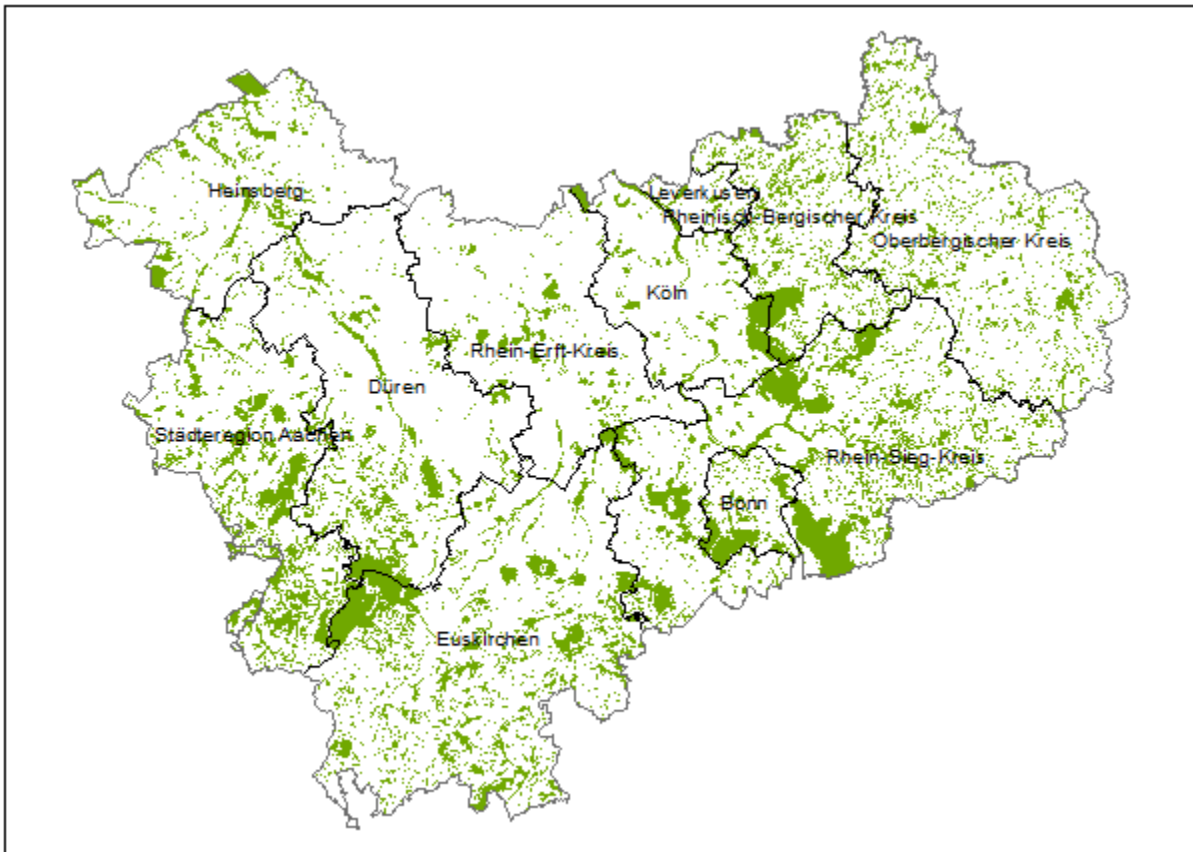 Heinsberg
Leverkusen
Rheinisch-Bergischer Kreis
Oberbergischer Kreis
Köln
Rhein-Erft-Kreis
Düren
Städteregion Aachen
Rhein-Sieg-Kreis
Bonn
Euskirchen